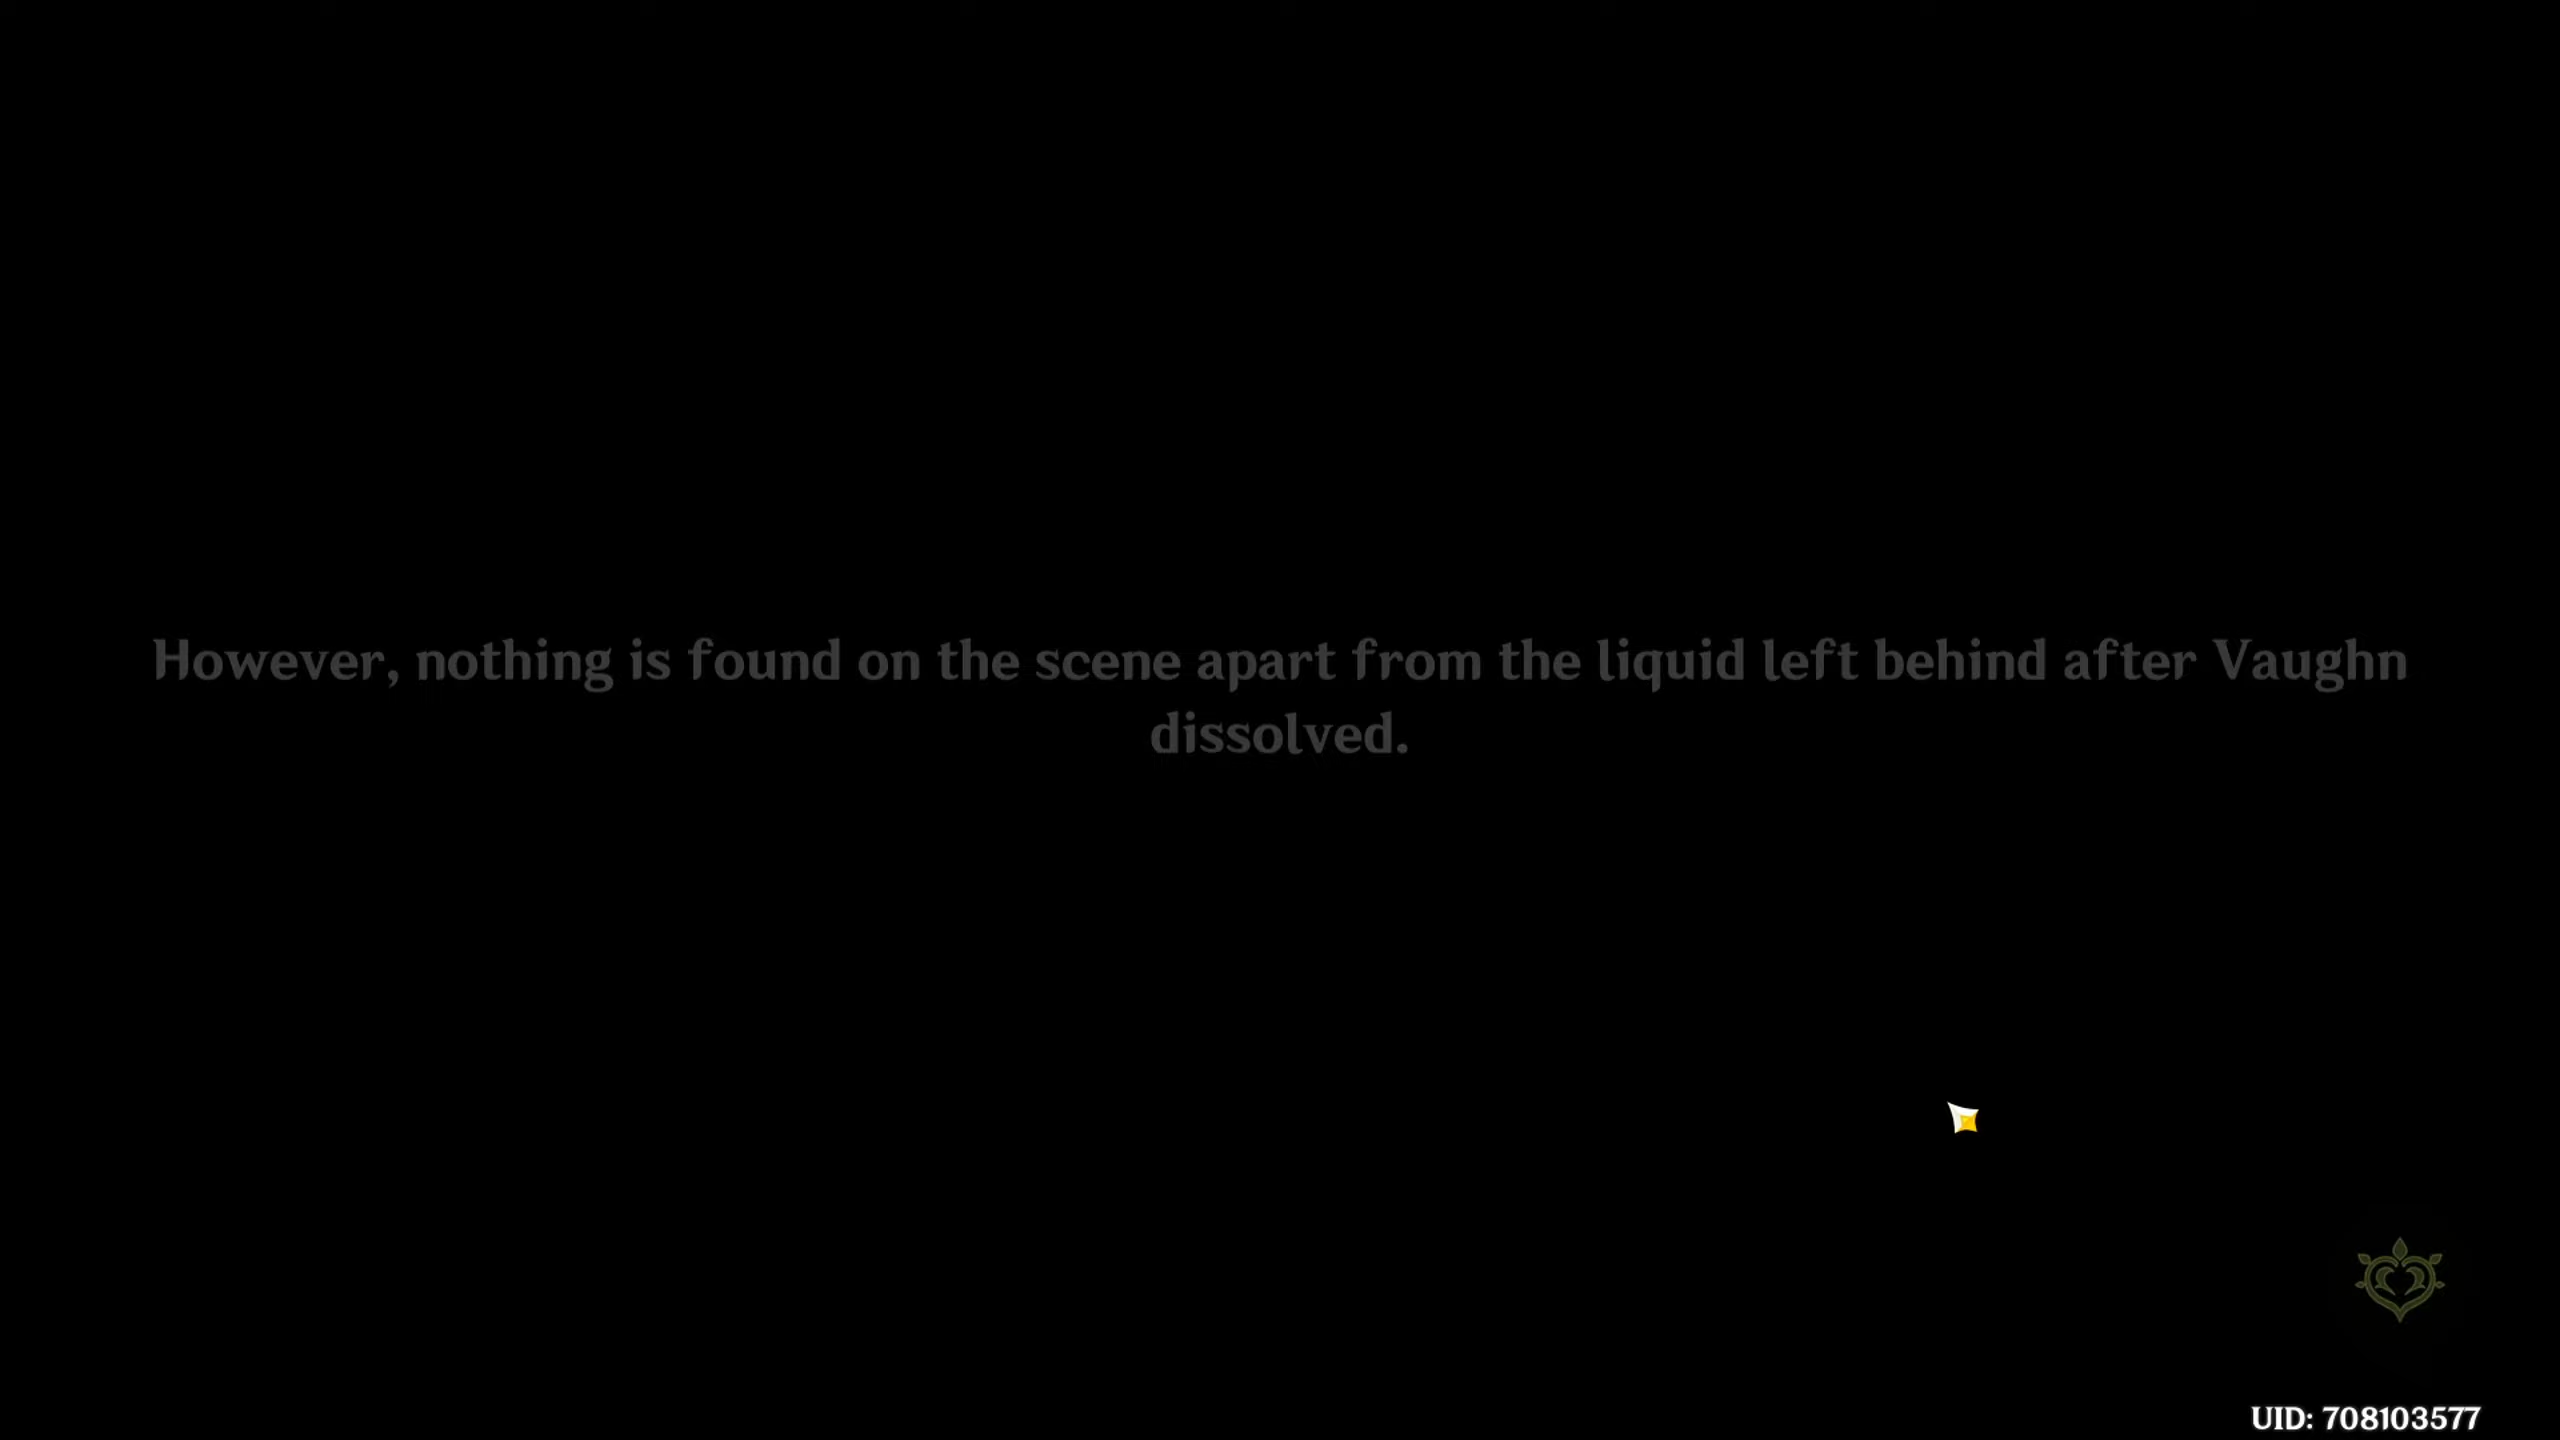 However, nothing is found on the scene apart from the liquid left behind after Vaughn
dissolved.
UID: 708103577